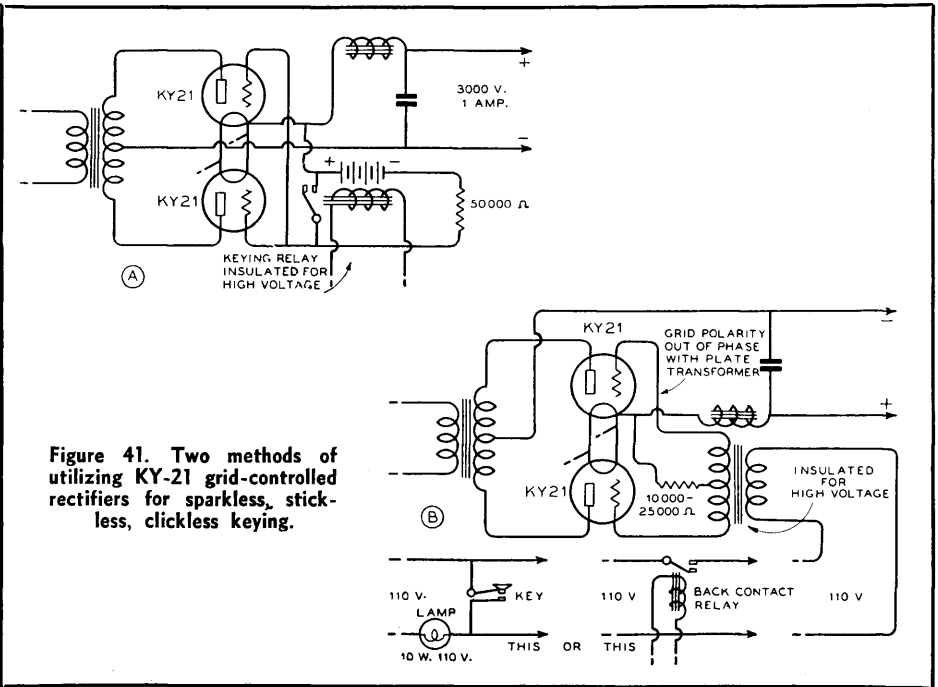 KY21
KY21
+
3000 V.
1 AMP.
−
+ −
50000 Ω
KEYING RELAY
INSULATED FOR
HIGH VOLTAGE
A
KY21
GRID POLARITY
OUT OF PHASE
WITH PLATE
TRANSFORMER
−
+
KY21
10000-
25000 Ω
INSULATED
FOR
HIGH VOLTAGE
B
Figure 41. Two methods of
utilizing KY-21 grid-controlled
rectifiers for sparkless, stick-
less, clickless keying.
110 V.
KEY
LAMP
10 W. 110 V.
THIS OR THIS
110 V
BACK CONTACT
RELAY
110 V